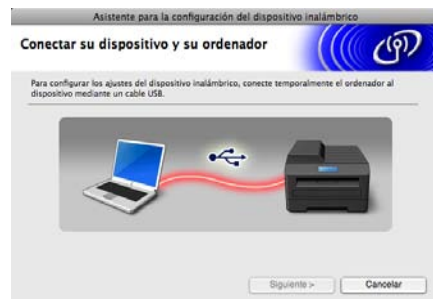 Asistente para la configuración del dispositivo inalámbrico
Conectar su dispositivo y su ordenador
Para configurar los ajustes del dispositivo inalámbrico, conecte temporalmente el ordenador al
dispositivo mediante un cable USB.
Siguiente >
Cancelar